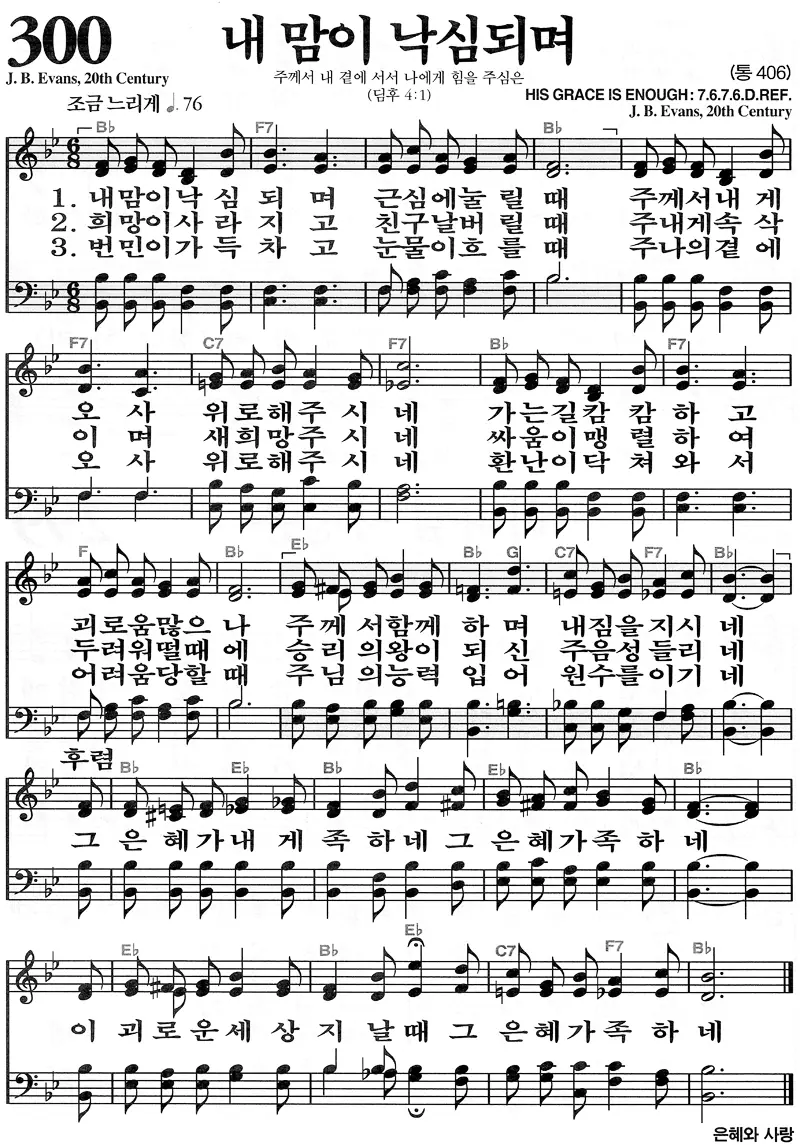 300
내 맘이 낙심되며
J. B. Evans, 20th Century
주께서 내 곁에 서서 나에게 힘을 주심은
(딤후 4:1)
(통 406)
조금 느리게 ♩. 76
HIS GRACE IS ENOUGH: 7.6.7.6.D.REF.
J. B. Evans, 20th Century
B♭ F7 B♭
6/8
1. 내맘이낙 심 되 며 근심에눌 릴 때 주께서내 게
2. 희망이사 라 지 고 친구날버 릴 때 주내게속 삭
3. 번민이가 득 차 고 눈물이흐 를 때 주나의곁 에
6/8
F7 C7 F7 B♭ F7
오 사 위로해주 시 네 가는길캄 캄 하 고
이 며 새희망주 시 네 싸움이맹 렬 하 여
오 사 위로해주 시 네 환난이닥 쳐 와 서
F B♭ E♭ B♭ G C7 F7 B♭
괴로움많으 나 주께 서함께 하 며 내짐을지시 네
두려워떨때 에 승리 의왕이 되 신 주음성들리 네
어려움당할 때 주님 의능력 입 어 원수를이기 네
후렴
B♭ E♭ B♭ E♭ B♭
그 은혜가내 게 족 하네 그 은혜가족 하 네
E♭ B♭ E♭ C7 F7 B♭
이 괴로운세 상 지 날때 그 은혜가 족 하 네
은혜와 사랑